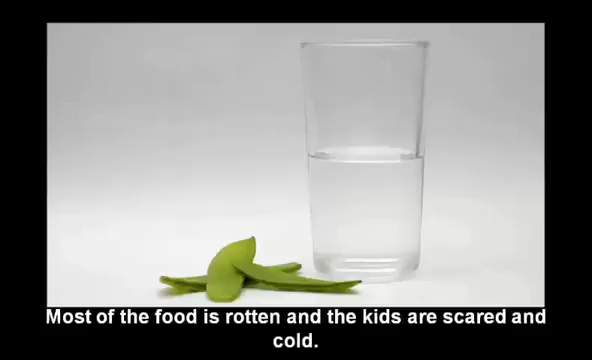 Most of the food is rotten and the kids are scared and
cold.